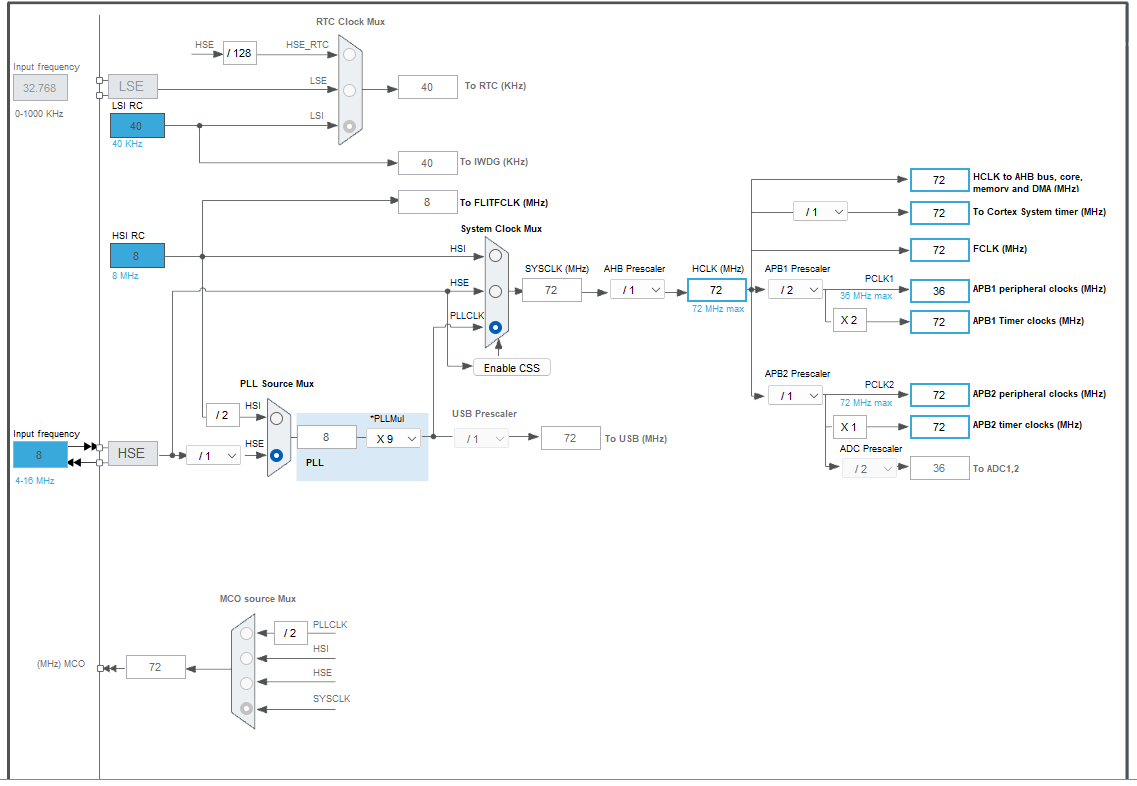 RTC Clock Mux
HSE
/ 128
HSE_RTC
Input frequency
32.768
0-1000 KHz
LSE
LSE
40
To RTC (KHz)
LSI RC
40
40 KHz
LSI
40
To IWDG (KHz)
8
To FLITFCLK (MHz)
System Clock Mux
HSI RC
8
8 MHz
HSI
HSE
PLLCLK
SYSCLK (MHz)
72
AHB Prescaler
/ 1
HCLK (MHz)
72
72 MHz max
Enable CSS
72
HCLK to AHB bus, core,
memory and DMA (MHz)
/ 1
72
To Cortex System timer (MHz)
72
FCLK (MHz)
APB1 Prescaler
/ 2
PCLK1
36 MHz max
36
APB1 peripheral clocks (MHz)
X 2
72
APB1 Timer clocks (MHz)
APB2 Prescaler
/ 1
PCLK2
72 MHz max
72
APB2 peripheral clocks (MHz)
X 1
72
APB2 timer clocks (MHz)
ADC Prescaler
/ 2
36
To ADC1,2
PLL Source Mux
/ 2
HSI
HSE
Input frequency
8
4-16 MHz
HSE
/ 1
8
*PLLMul
X 9
PLL
USB Prescaler
/ 1
72
To USB (MHz)
MCO source Mux
(MHz) MCO
72
/ 2
PLLCLK
HSI
HSE
SYSCLK